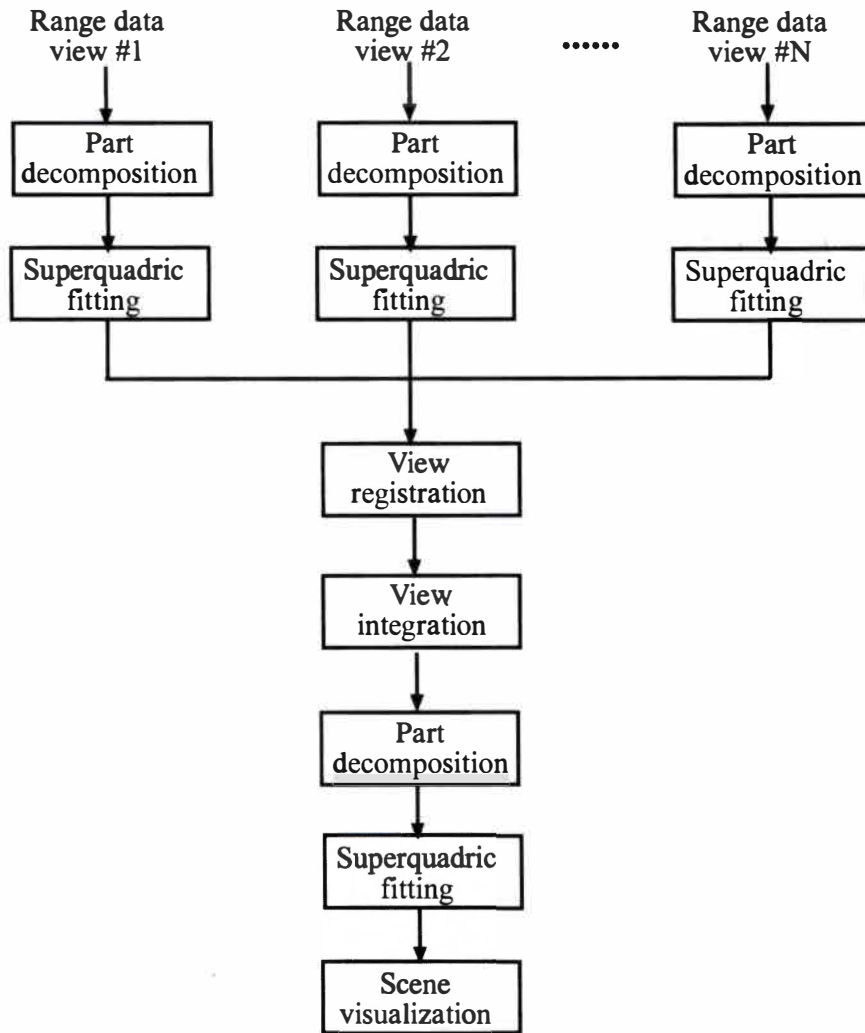 Range data
view #1
Range data
view #2
......
Range data
view #N
Part
decomposition
Part
decomposition
Part
decomposition
Superquadric
fitting
Superquadric
fitting
Superquadric
fitting
View
registration
View
integration
Part
decomposition
Superquadric
fitting
Scene
visualization